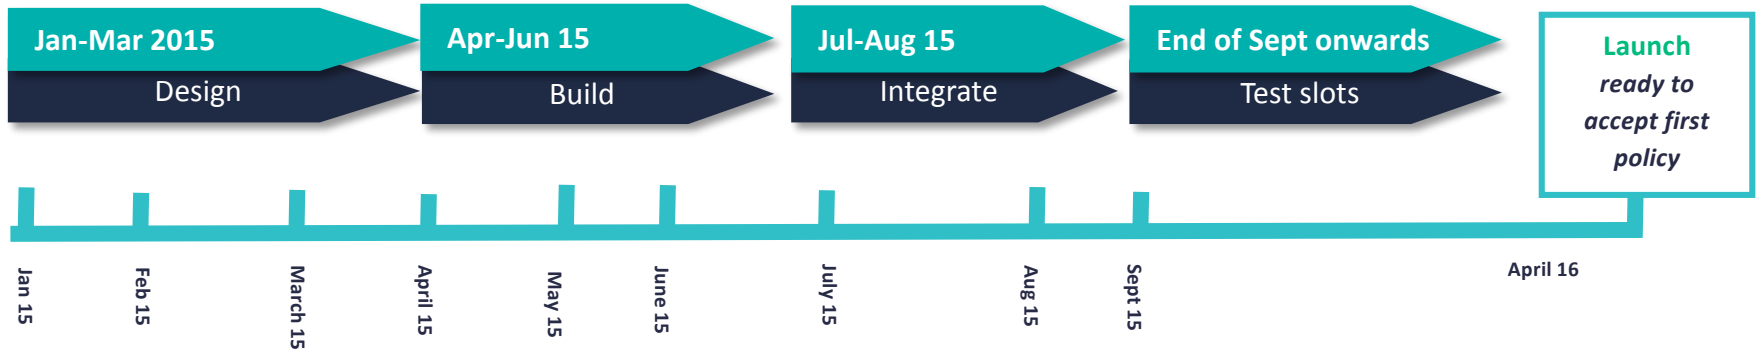 Jan-Mar 2015
Design
Apr-Jun 15
Build
Jul-Aug 15
Integrate
End of Sept onwards
Test slots
Launch
ready to
accept first
policy
Jan 15
Feb 15
March 15
April 15
May 15
June 15
July 15
Aug 15
Sept 15
April 16